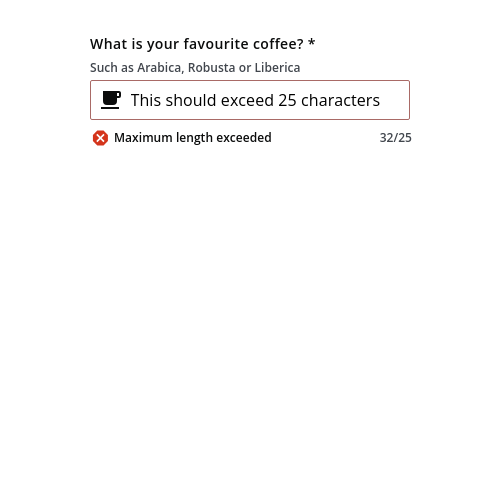 What is your favourite coffee? *
Such as Arabica, Robusta or Liberica
This should exceed 25 characters
Maximum length exceeded 32/25